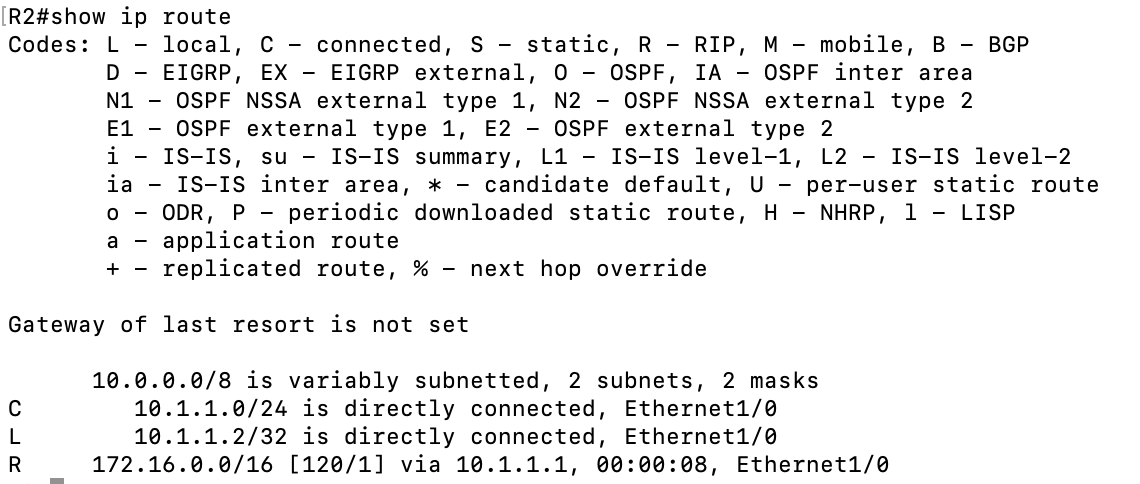 [R2#show ip route
Codes: L – local, C – connected, S – static, R – RIP, M – mobile, B – BGP
D – EIGRP, EX – EIGRP external, O – OSPF, IA – OSPF inter area
N1 – OSPF NSSA external type 1, N2 – OSPF NSSA external type 2
E1 – OSPF external type 1, E2 – OSPF external type 2
i – IS–IS, su – IS–IS summary, L1 – IS–IS level–1, L2 – IS–IS level–2
ia – IS–IS inter area, * – candidate default, U – per–user static route
o – ODR, P – periodic downloaded static route, H – NHRP, l – LISP
a – application route
+ – replicated route, % – next hop override
Gateway of last resort is not set
10.0.0.0/8 is variably subnetted, 2 subnets, 2 masks
C 10.1.1.0/24 is directly connected, Ethernet1/0
L 10.1.1.2/32 is directly connected, Ethernet1/0
R 172.16.0.0/16 [120/1] via 10.1.1.1, 00:00:08, Ethernet1/0